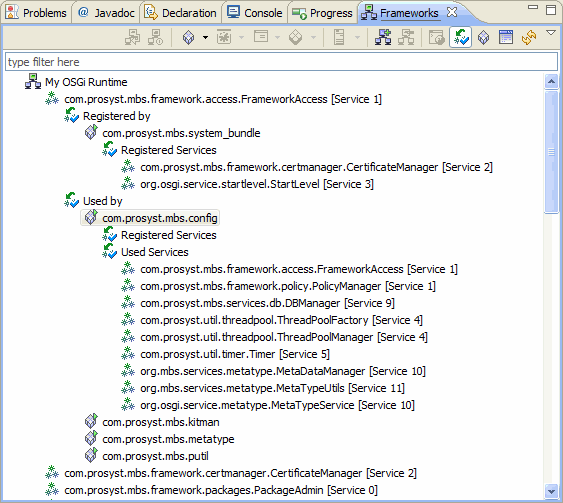 Problems @ Javadoc Declaration Console Progress Frameworks
type filter here
My OSGi Runtime
com.prosyst.mbs.framework.access.FrameworkAccess [Service 1]
Registered by
com.prosyst.mbs.system_bundle
Registered Services
com.prosyst.mbs.framework.certmanager.CertificateManager [Service 2]
org.osgi.service.startlevel.StartLevel [Service 3]
Used by
com.prosyst.mbs.config
Registered Services
Used Services
com.prosyst.mbs.framework.access.FrameworkAccess [Service 1]
com.prosyst.mbs.framework.policy.PolicyManager [Service 1]
com.prosyst.mbs.services.db.DBManager [Service 9]
com.prosyst.util.threadpool.ThreadPoolFactory [Service 4]
com.prosyst.util.threadpool.ThreadPoolManager [Service 4]
com.prosyst.util.timer.Timer [Service 5]
org.mbs.services.metatype.MetaDataManager [Service 10]
org.mbs.services.metatype.MetaTypeUtils [Service 11]
org.osgi.service.metatype.MetaTypeService [Service 10]
com.prosyst.mbs.kitman
com.prosyst.mbs.metatype
com.prosyst.mbs.putil
com.prosyst.mbs.framework.certmanager.CertificateManager [Service 2]
com.prosyst.mbs.framework.packages.PackageAdmin [Service 0]